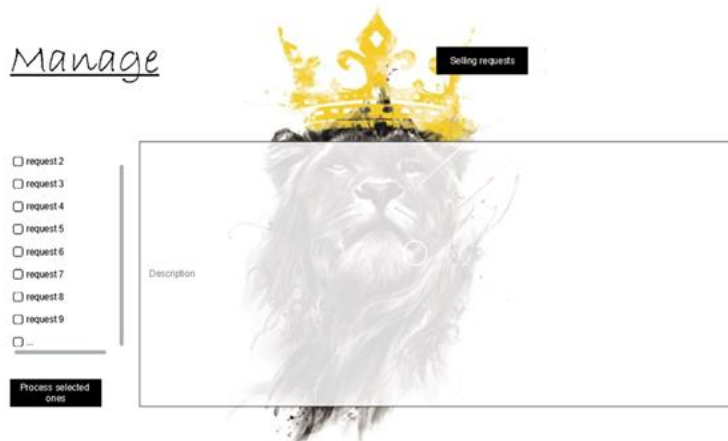 Manage
Selling requests
request 2
request 3
request 4
request 5
request 6
request 7
request 8
request 9
...
Description
Process selected
ones